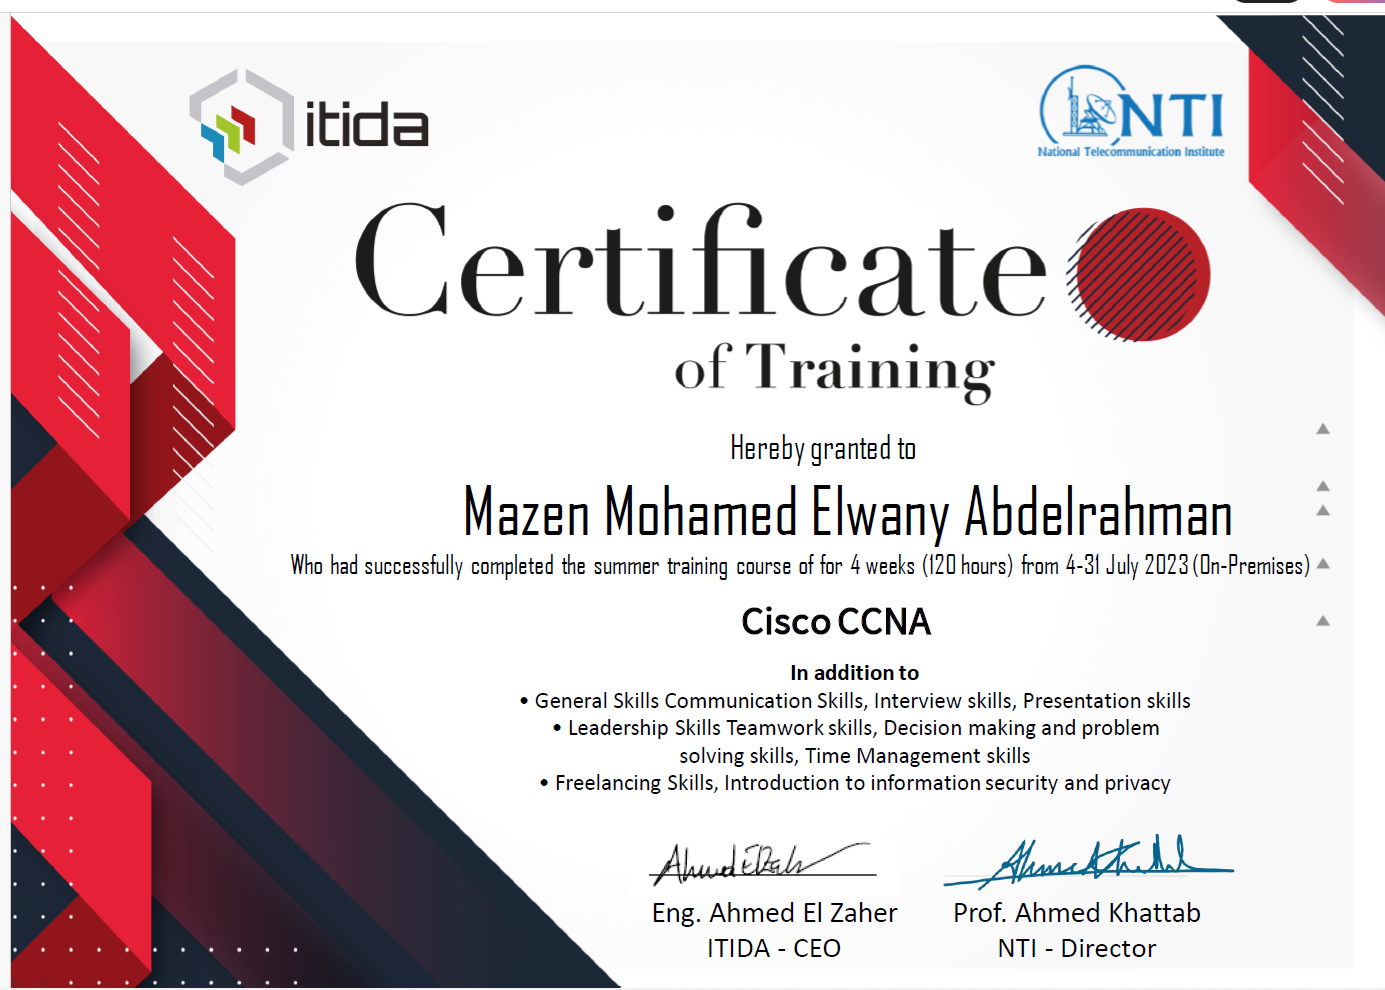 itida
NTI
National Telecommunication Institute
Certificate
of Training
Hereby granted to
Mazen Mohamed Elwany Abdelrahman
Who had successfully completed the summer training course of for 4 weeks (120 hours) from 4-31 July 2023 (On-Premises)
Cisco CCNA
In addition to
• General Skills Communication Skills, Interview skills, Presentation skills
• Leadership Skills Teamwork skills, Decision making and problem
solving skills, Time Management skills
• Freelancing Skills, Introduction to information security and privacy
Ahmed ElZaher
Eng. Ahmed El Zaher
ITIDA - CEO
Prof. Ahmed Khattab
NTI - Director